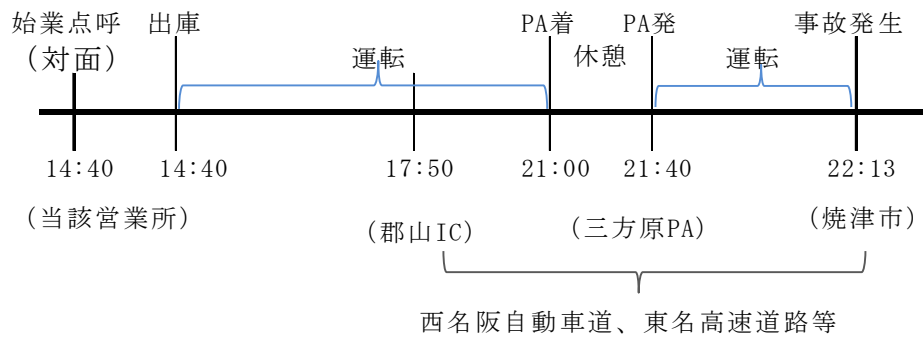 始業点呼 出庫 PA着 PA発 事故発生
(対面) 運転 休憩 運転
14:40 14:40 17:50 21:00 21:40 22:13
(当該営業所) (郡山IC) (三方原PA) (焼津市)
西名阪自動車道、東名高速道路等